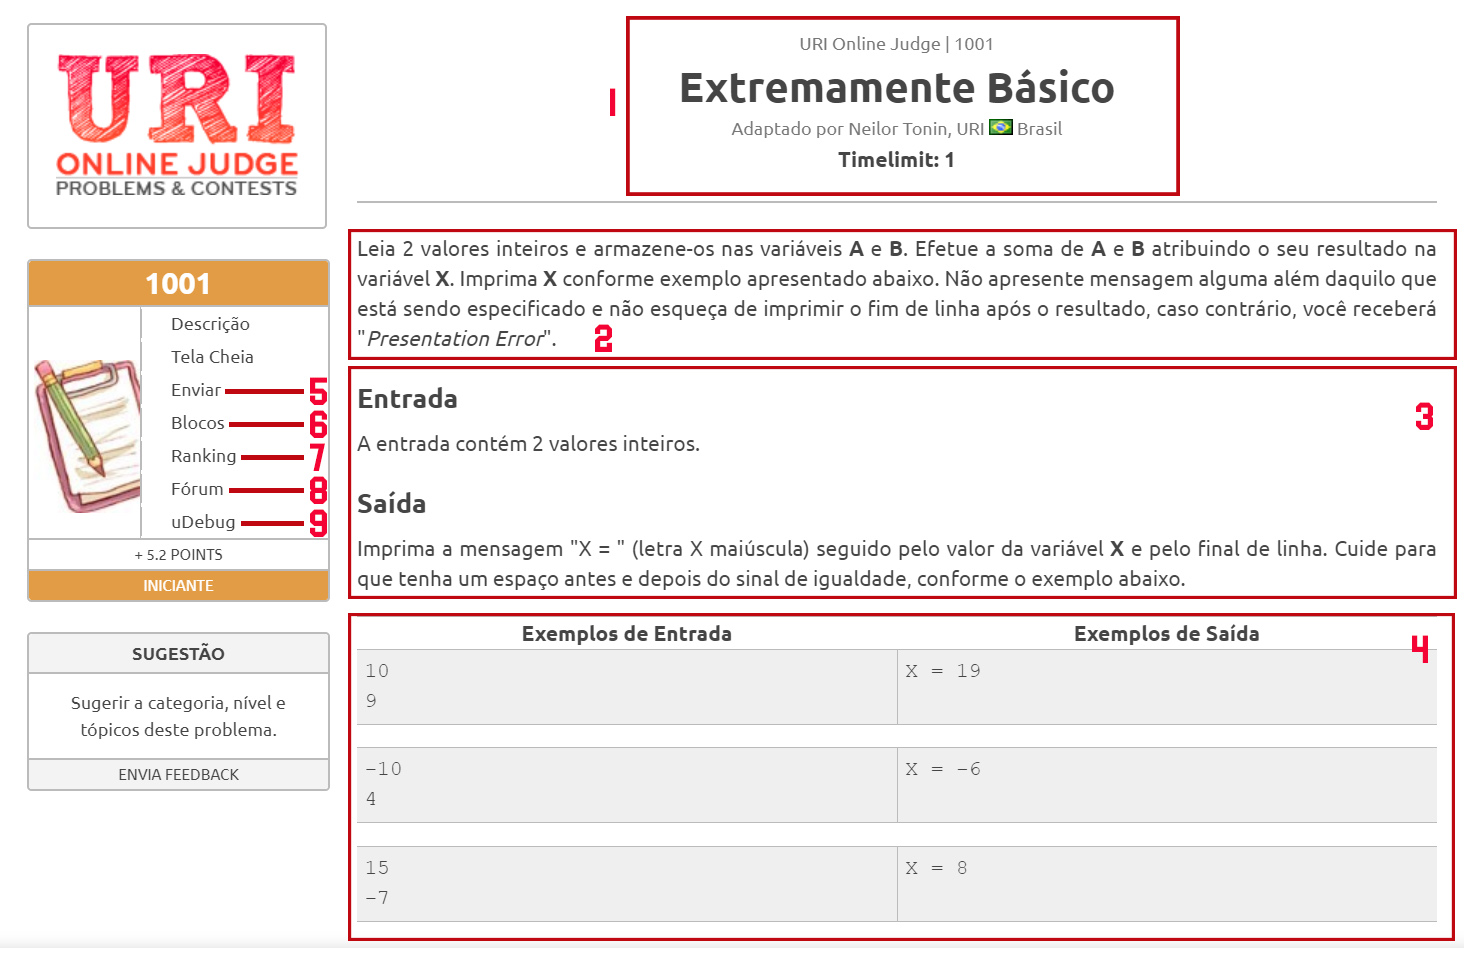 URI
ONLINE JUDGE
PROBLEMS & CONTESTS
1001
Descrição
Tela Cheia
Enviar 5
Blocos 6
Ranking 7
Fórum 8
uDebug 9
+ 5.2 POINTS
INICIANTE
SUGESTÃO
Sugerir a categoria, nível e
tópicos deste problema.
ENVIA FEEDBACK
1
URI Online Judge | 1001
Extremamente Básico
Adaptado por Neilor Tonin, URI Brasil
Timelimit: 1
Leia 2 valores inteiros e armazene-os nas variáveis A e B. Efetue a soma de A e B atribuindo o seu resultado na
variável X. Imprima X conforme exemplo apresentado abaixo. Não apresente mensagem alguma além daquilo que
está sendo especificado e não esqueça de imprimir o fim de linha após o resultado, caso contrário, você receberá
"Presentation Error".
2
Entrada
3
A entrada contém 2 valores inteiros.
Saída
Imprima a mensagem "X = " (letra X maiúscula) seguido pelo valor da variável X e pelo final de linha. Cuide para
que tenha um espaço antes e depois do sinal de igualdade, conforme o exemplo abaixo.
Exemplos de Entrada Exemplos de Saída
4
10 X = 19
9
-10 X = -6
4
15 X = 8
-7